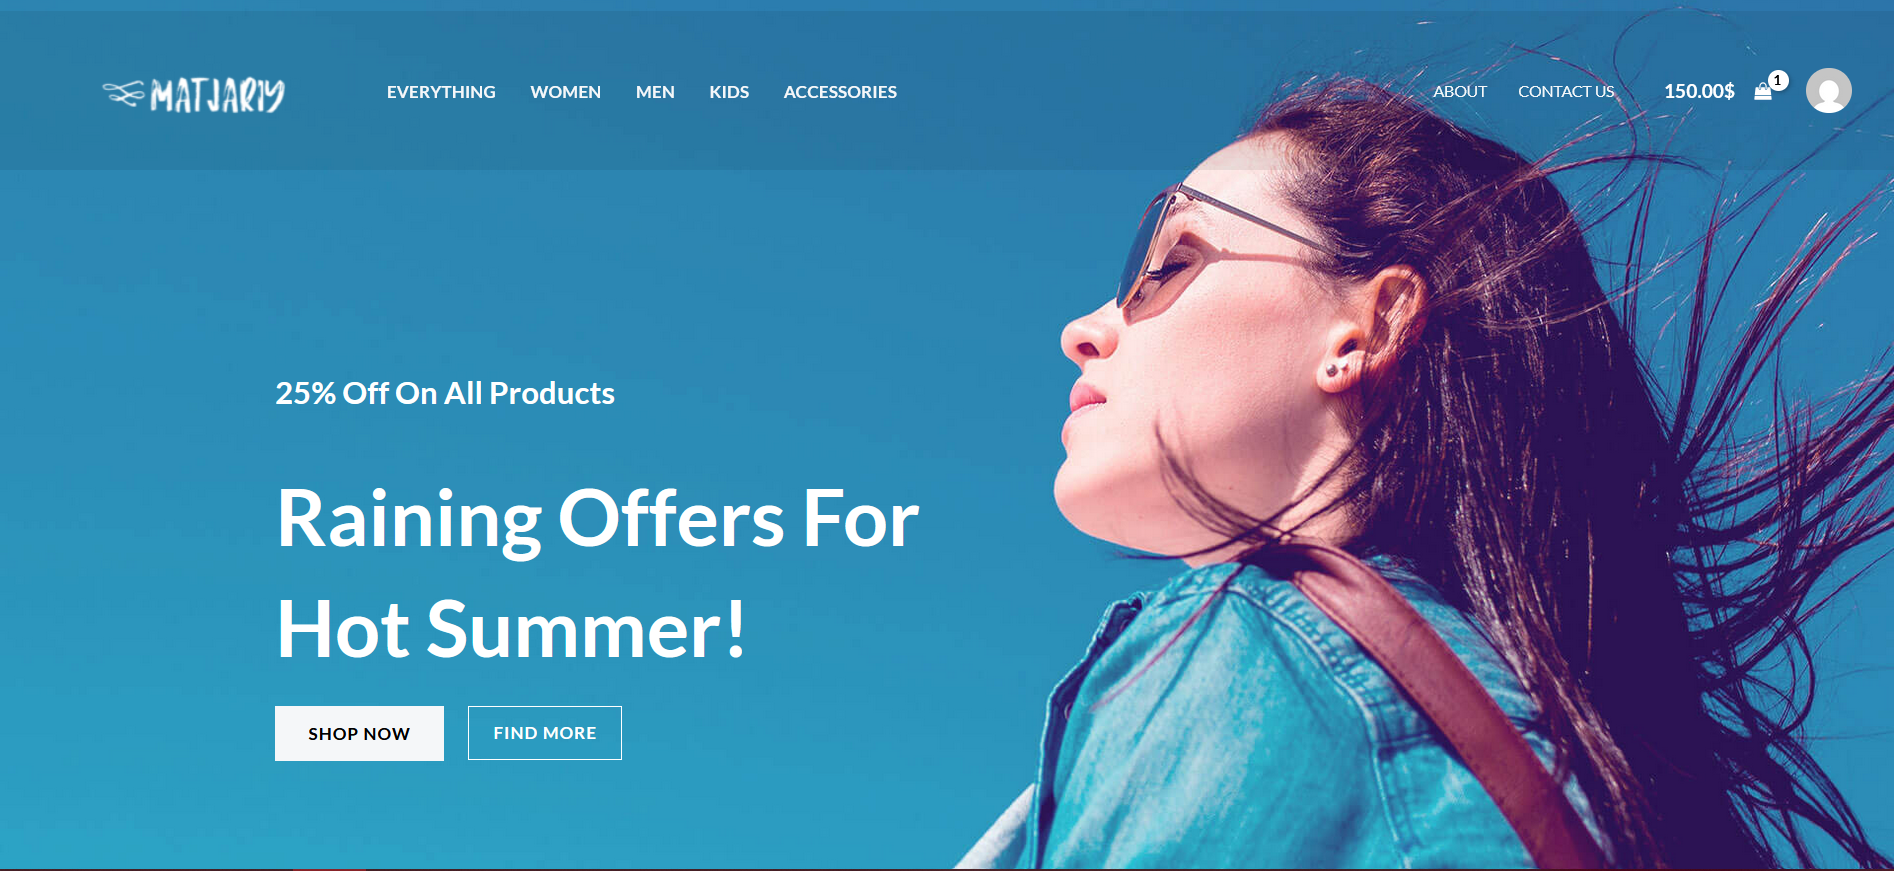 MATJARIY
EVERYTHING WOMEN MEN KIDS ACCESSORIES
ABOUT CONTACT US 150.00$ 1
25% Off On All Products
Raining Offers For
Hot Summer!
SHOP NOW FIND MORE